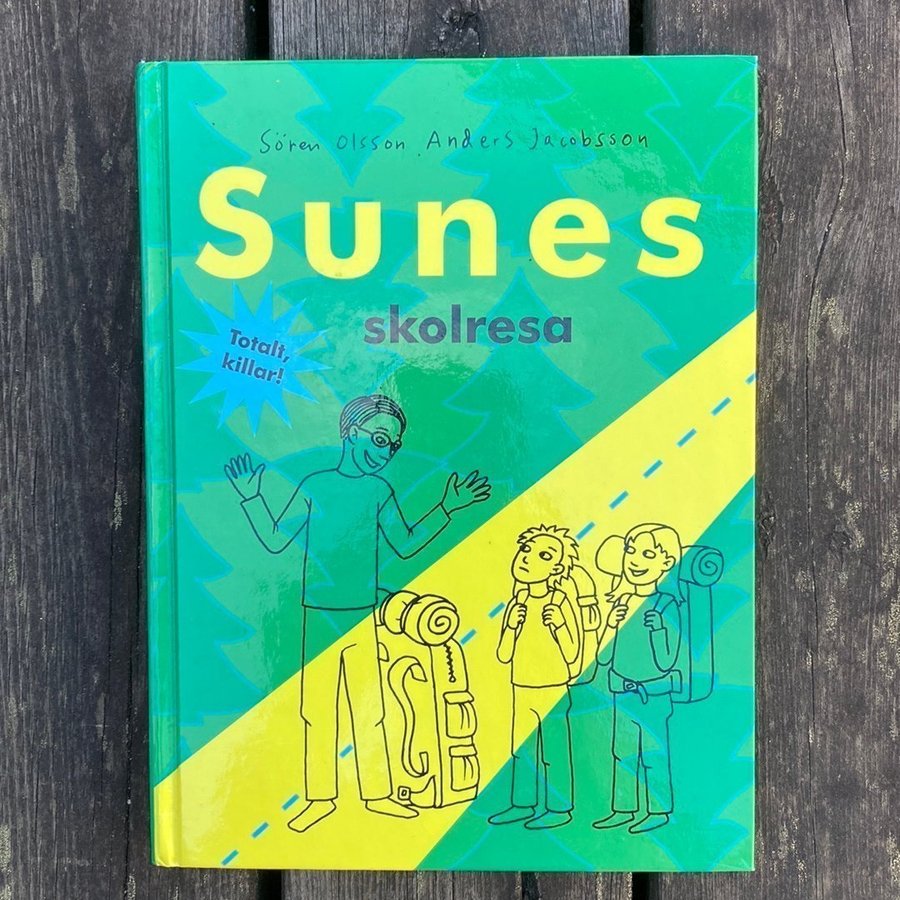 Sören Olsson Anders Jacobsson
Sunes
skolresa
Totalt,
killar!